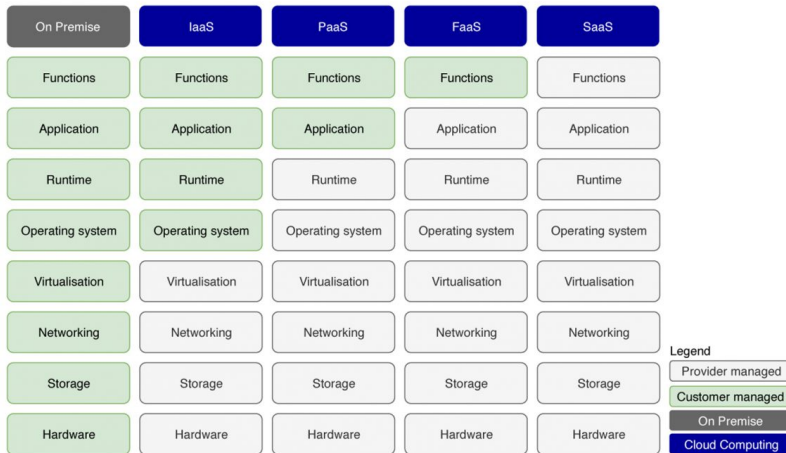 On Premise IaaS PaaS FaaS SaaS
Functions Functions Functions Functions Functions
Application Application Application Application Application
Runtime Runtime Runtime Runtime Runtime
Operating system Operating system Operating system Operating system Operating system
Virtualisation Virtualisation Virtualisation Virtualisation Virtualisation
Networking Networking Networking Networking Networking
Storage Storage Storage Storage Storage
Hardware Hardware Hardware Hardware Hardware
Legend
Provider managed
Customer managed
On Premise
Cloud Computing